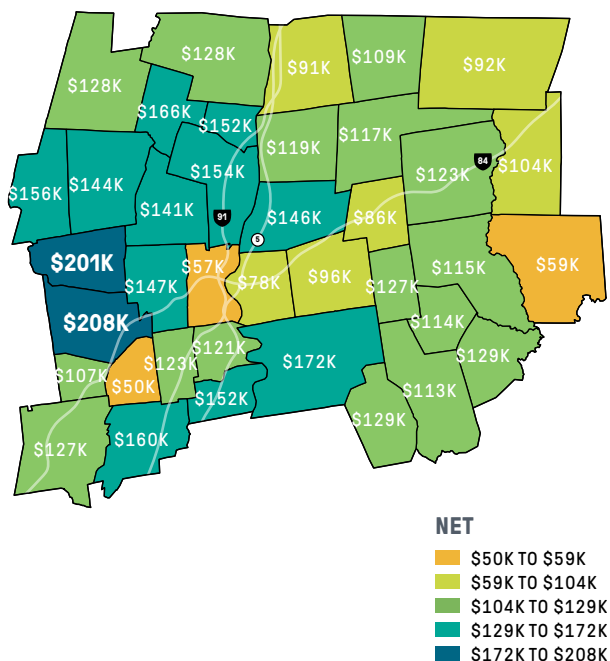 $128K
$128K
$91K
$109K
$92K
$166K
$152K
$119K
$117K
$123K
84
$104K
$156K
$144K
$154K
$141K
91
$146K
5
$86K
$201K
$147K
$57K
$78K
$96K
$127K
$115K
$59K
$208K
$114K
$107K
$50K
$123K
$121K
$172K
$129K
$113K
$152K
$129K
$127K
$160K
NET
$50K TO $59K
$59K TO $104K
$104K TO $129K
$129K TO $172K
$172K TO $208K